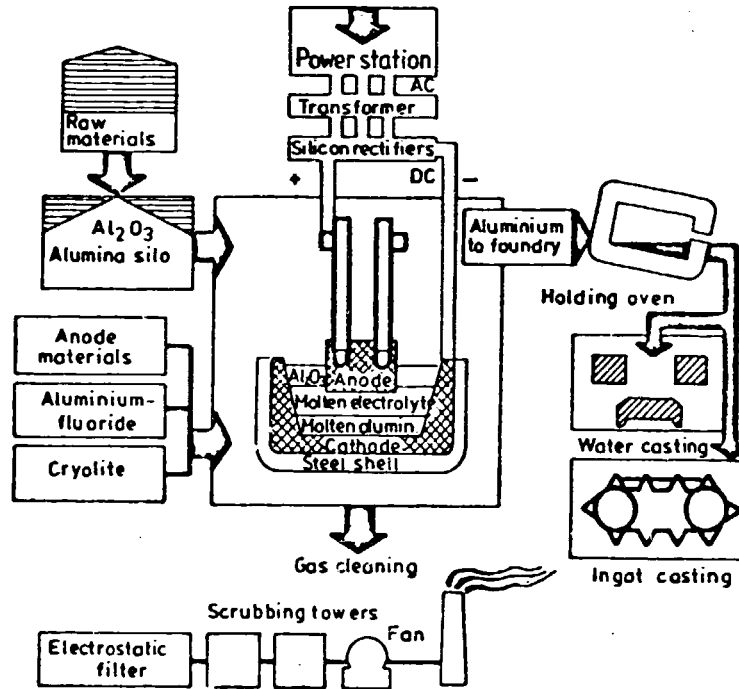 Power station
AC
Transformer
Silicon rectifiers
+
DC
−
Raw
materials
Al2O3
Alumina silo
Anode
materials
Aluminium-
fluoride
Cryolite
Al2O3
Anode
Molten electrolyte
Molten alumin.
Cathode
Steel shell
Aluminium
to foundry
Holding oven
Water casting
Ingot casting
Gas cleaning
Scrubbing towers
Fan
Electrostatic
filter